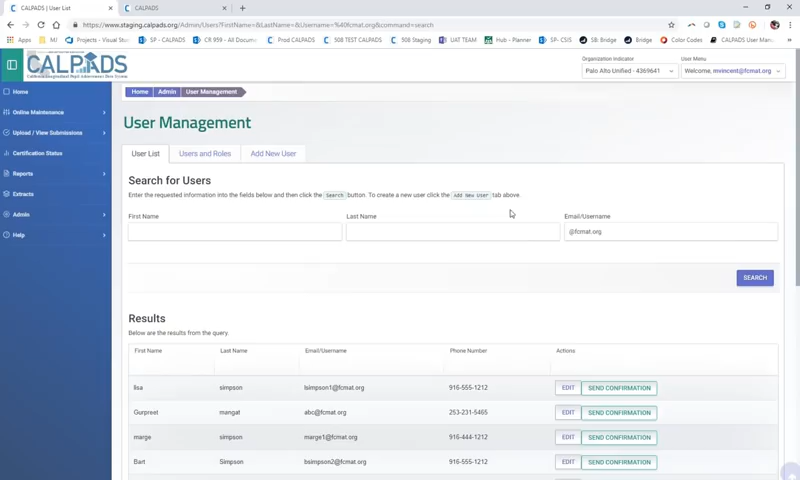 CALPADS | User List
CALPADS
https://www.staging.calpads.org/Admin/Users/FirstName=&LastName=&Username=%40fcmat.org&command=search
Apps
MJ
Projects - Visual Stu
SP - CALPADS
CR 959 - All Docume
Prod CALPADS
508 TEST CALPADS
508 Staging
UAT TEAM
Hub - Planner
SP- CSIS
SB: Bridge
Bridge
Color Codes
CALPADS User Manu
CALPADS
Organization Indicator
User Menu
Palo Alto Unified - 4369641
Welcome, mvincent@fcmat.org
Home
Online Maintenance
Upload / View Submissions
Certification Status
Reports
Extracts
Admin
Help
Home
Admin
User Management
User Management
User List
Users and Roles
Add New User
Search for Users
Enter the requested information into the fields below and then click the Search button. To create a new user click the Add New User tab above.
First Name
Last Name
Email/Username
@fcmat.org
SEARCH
Results
Below are the results from the query.
First Name Last Name Email/Username Phone Number Actions
lisa simpson lsimpson1@fcmat.org 916-555-1212 EDIT SEND CONFIRMATION
Gurpreet mangat abc@fcmat.org 253-231-5465 EDIT SEND CONFIRMATION
marge simpson marge1@fcmat.org 916-444-1212 EDIT SEND CONFIRMATION
Bart Simpson bsimpson2@fcmat.org 916-555-1212 EDIT SEND CONFIRMATION